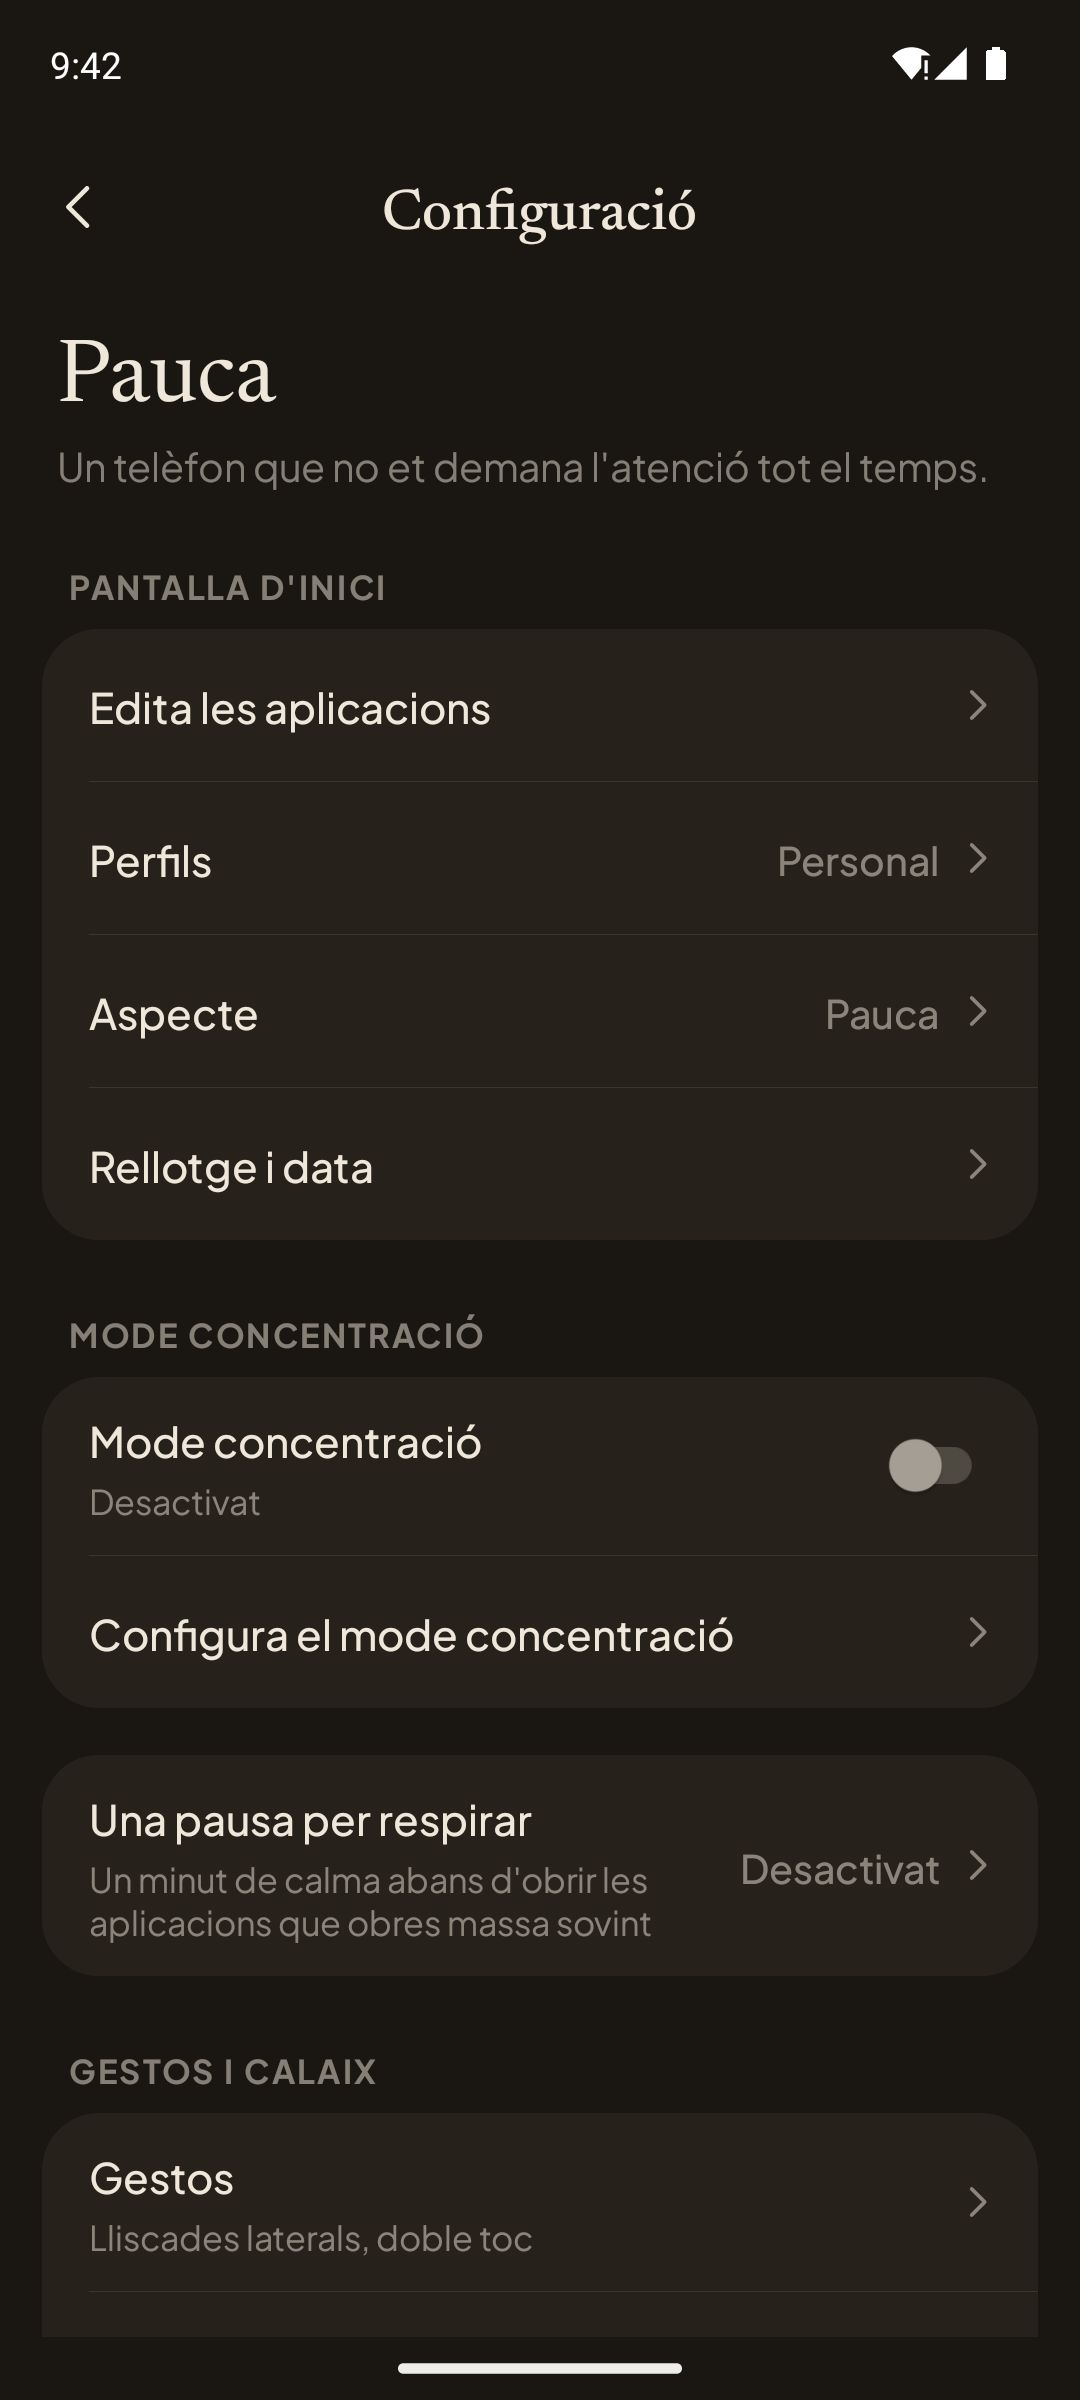 9:42
Configuració
Pauca
Un telèfon que no et demana l'atenció tot el temps.
PANTALLA D'INICI
Edita les aplicacions
Perfils Personal
Aspecte Pauca
Rellotge i data
MODE CONCENTRACIÓ
Mode concentració
Desactivat
Configura el mode concentració
Una pausa per respirar
Un minut de calma abans d'obrir les
aplicacions que obres massa sovint
Desactivat
GESTOS I CALAIX
Gestos
Lliscades laterals, doble toc